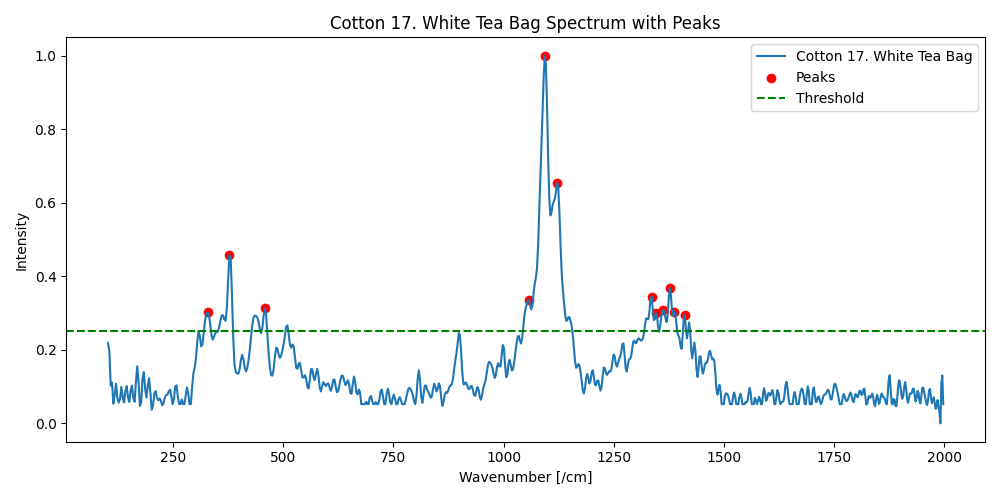 Cotton 17. White Tea Bag Spectrum with Peaks
Cotton 17. White Tea Bag
Peaks
Threshold
Intensity
1.0
0.8
0.6
0.4
0.2
0.0
250 500 750 1000 1250 1500 1750 2000
Wavenumber [/cm]